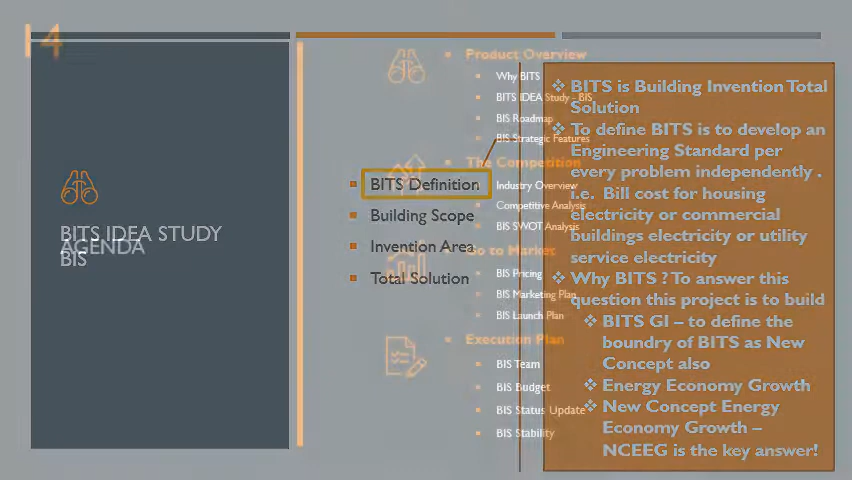 14
BITS IDEA STUDY
AGENDA
BIS
Product Overview
Why BITS
BITS IDEA Study - BIS
BIS Roadmap
BIS Strategic Features
The Competition
Industry Overview
Competitive Analysis
BIS SWOT Analysis
Go to Market
BIS Pricing
BIS Marketing Plan
BIS Launch Plan
Execution Plan
BIS Team
BIS Budget
BIS Status Update
BIS Stability
BITS Definition
Building Scope
Invention Area
Total Solution
❖ BITS is Building Invention Total
Solution
❖ To define BITS is to develop an
Engineering Standard per
every problem independently .
i.e. Bill cost for housing
electricity or commercial
buildings electricity or utility
service electricity
❖ Why BITS ? To answer this
question this project is to build
❖ BITS GI – to define the
boundry of BITS as New
Concept also
❖ Energy Economy Growth
❖ New Concept Energy
Economy Growth –
NCEEG is the key answer!